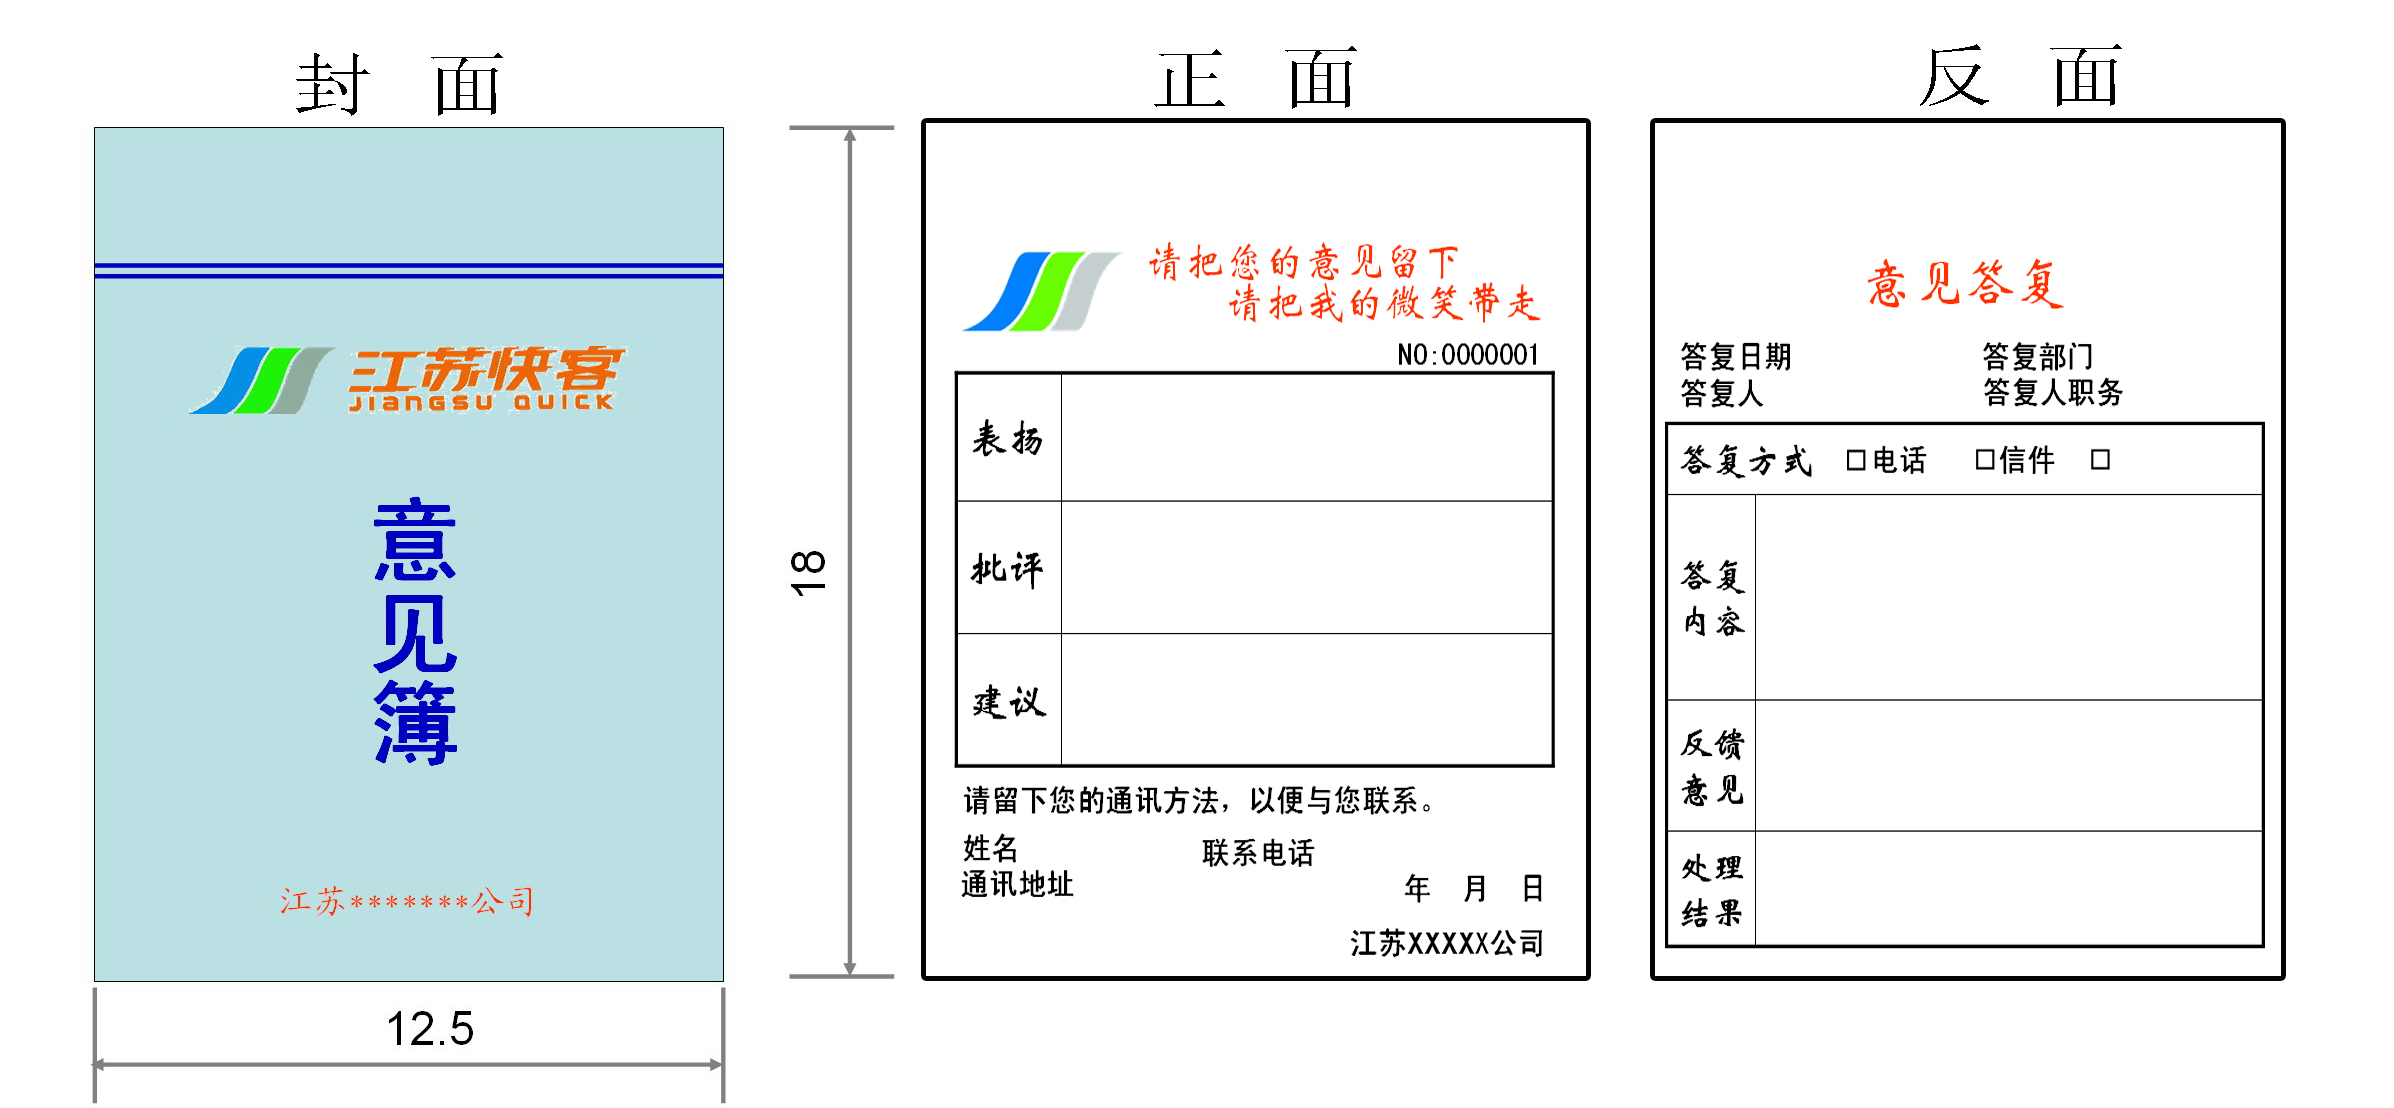 封 面
江苏快客
JIANGSU QUICK
意
见
簿
江苏*******公司
12.5
18
正 面
请把您的意见留下
请把我的微笑带走
NO:0000001
表扬
批评
建议
请留下您的通讯方法，以便与您联系。
姓名 联系电话
通讯地址
年 月 日
江苏XXXXX公司
反 面
意见答复
答复日期 答复部门
答复人 答复人职务
答复方式 □电话 □信件 □
答复
内容
反馈
意见
处理
结果